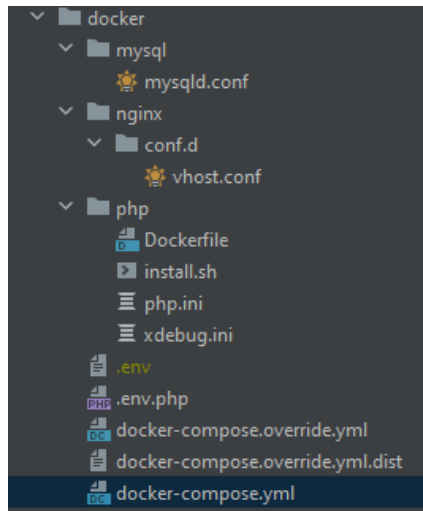 docker
mysql
mysqld.conf
nginx
conf.d
vhost.conf
php
Dockerfile
install.sh
php.ini
xdebug.ini
.env
.env.php
docker-compose.override.yml
docker-compose.override.yml.dist
docker-compose.yml